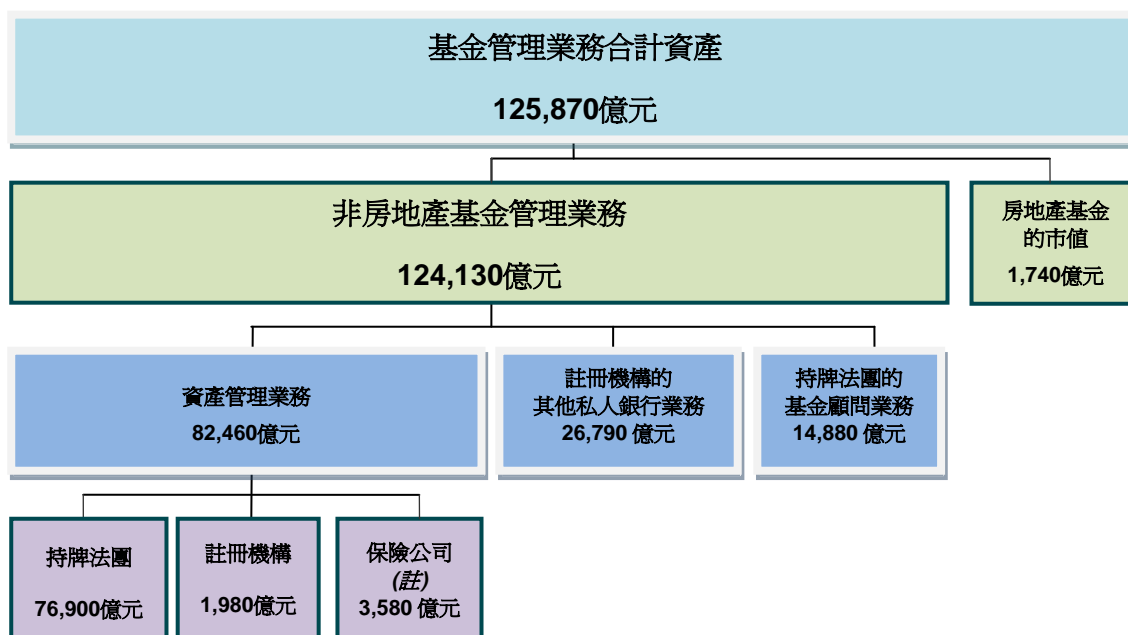 基金管理業務合計資產
125,870億元
非房地產基金管理業務
124,130億元
房地產基金
的市值
1,740億元
資產管理業務
82,460億元
註冊機構的
其他私人銀行業務
26,790 億元
持牌法團的
基金顧問業務
14,880 億元
持牌法團
76,900億元
註冊機構
1,980億元
保險公司
(註)
3,580 億元